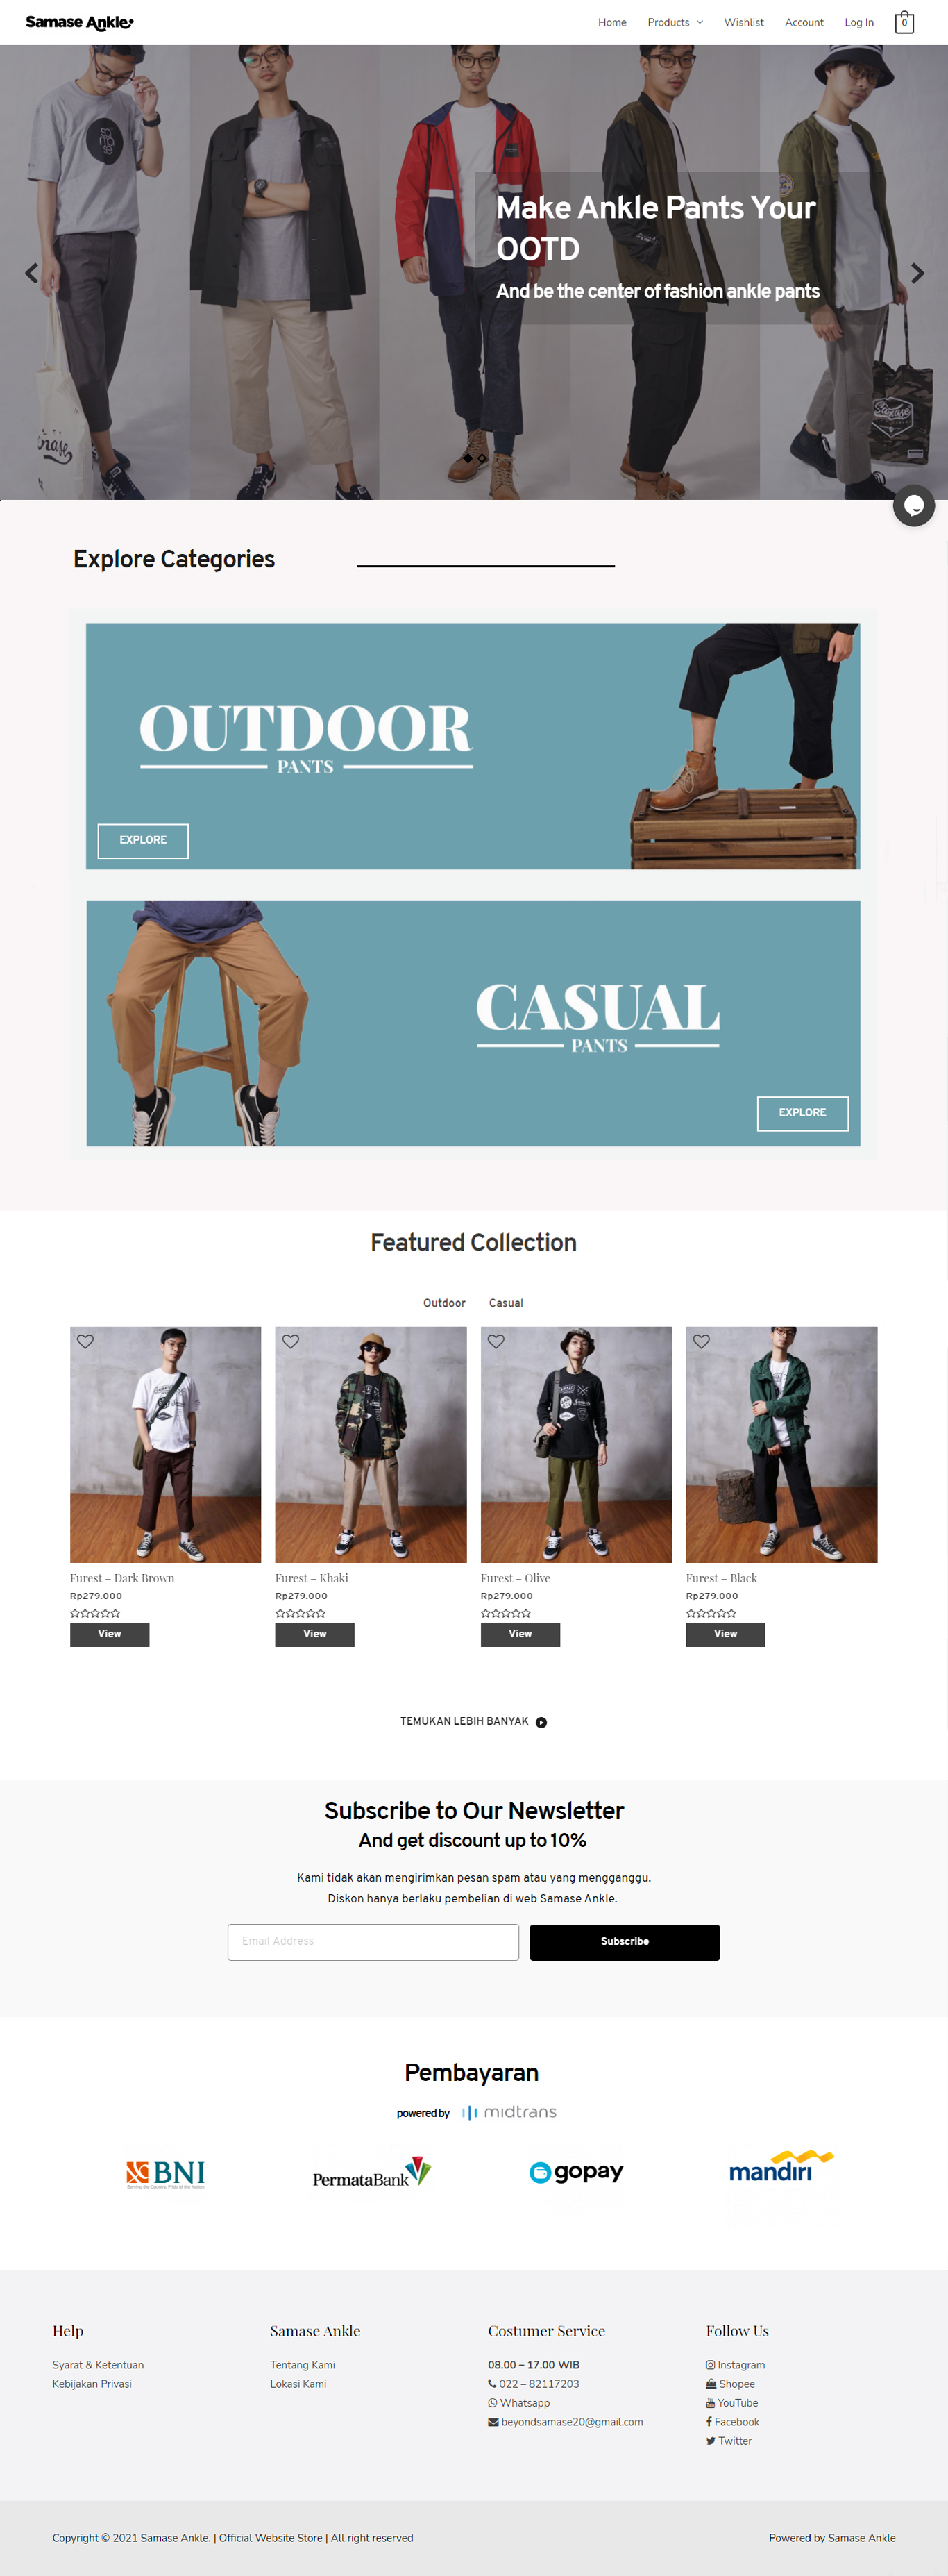 Samase Ankle
Home
Products
Wishlist
Account
Log In
0
Make Ankle Pants Your
OOTD
And be the center of fashion ankle pants
Explore Categories
OUTDOOR
PANTS
EXPLORE
CASUAL
PANTS
EXPLORE
Featured Collection
Outdoor
Casual
Furest – Dark Brown
Rp279.000
View
Furest – Khaki
Rp279.000
View
Furest – Olive
Rp279.000
View
Furest – Black
Rp279.000
View
TEMUKAN LEBIH BANYAK
Subscribe to Our Newsletter
And get discount up to 10%
Kami tidak akan mengirimkan pesan spam atau yang mengganggu.
Diskon hanya berlaku pembelian di web Samase Ankle.
Email Address
Subscribe
Pembayaran
powered by midtrans
BNI
Serving the Country, Pride of the Nation
PermataBank
gopay
mandiri
Help
Syarat & Ketentuan
Kebijakan Privasi
Samase Ankle
Tentang Kami
Lokasi Kami
Costumer Service
08.00 – 17.00 WIB
022 – 82117203
Whatsapp
beyondsamase20@gmail.com
Follow Us
Instagram
Shopee
YouTube
Facebook
Twitter
Copyright © 2021 Samase Ankle. | Official Website Store | All right reserved
Powered by Samase Ankle